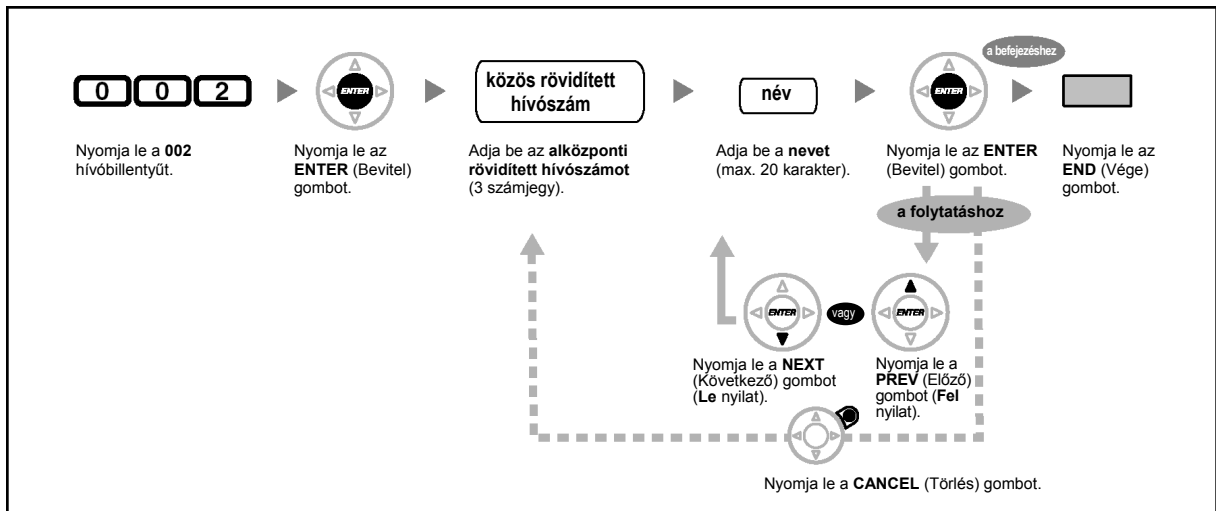 a befejezéshez
0 0 2
ENTER
közös rövidített
hívószám
név
ENTER
Nyomja le a 002
hívóbillentyűt.
Nyomja le az
ENTER (Bevitel)
gombot.
Adja be az alközponti
rövidített hívószámot
(3 számjegy).
Adja be a nevet
(max. 20 karakter).
Nyomja le az ENTER
(Bevitel) gombot.
Nyomja le az
END (Vége)
gombot.
a folytatáshoz
ENTER
vagy
ENTER
Nyomja le a NEXT
(Következő) gombot
(Le nyilat).
Nyomja le a
PREV (Előző)
gombot (Fel
nyilat).
Nyomja le a CANCEL (Törlés) gombot.